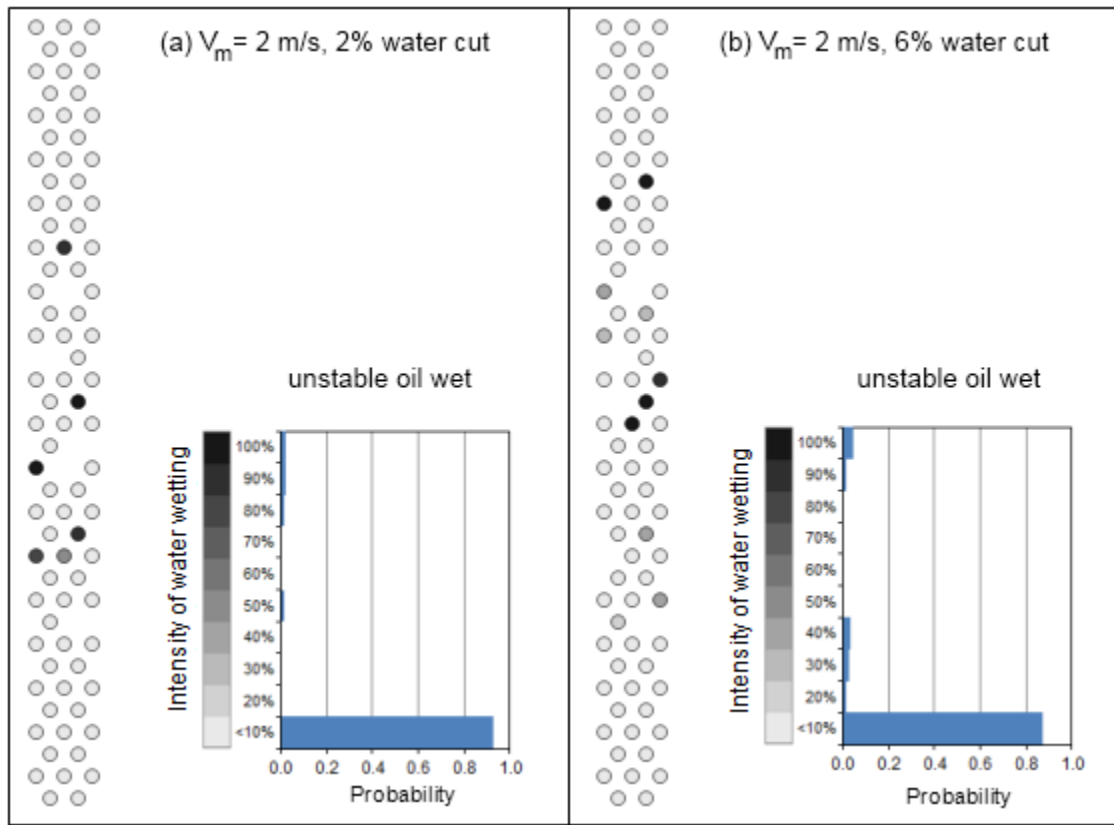 (a) Vm= 2 m/s, 2% water cut
unstable oil wet
Intensity of water wetting
100%
90%
80%
70%
60%
50%
40%
30%
20%
<10%
0.0 0.2 0.4 0.6 0.8 1.0
Probability
(b) Vm= 2 m/s, 6% water cut
unstable oil wet
Intensity of water wetting
100%
90%
80%
70%
60%
50%
40%
30%
20%
<10%
0.0 0.2 0.4 0.6 0.8 1.0
Probability